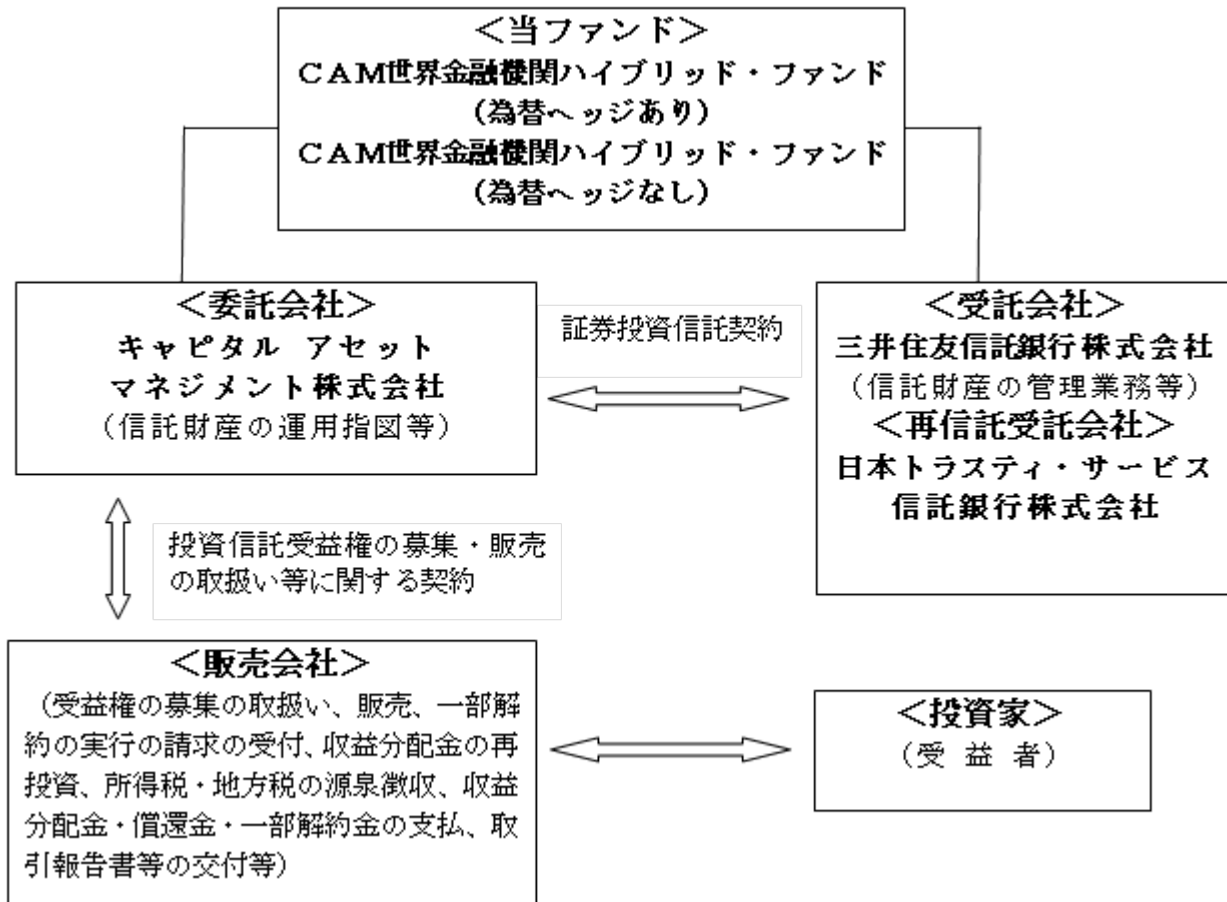 ＜当ファンド＞
ＣＡＭ世界金融機関ハイブリッド・ファンド
（為替ヘッジあり）
ＣＡＭ世界金融機関ハイブリッド・ファンド
（為替ヘッジなし）
＜委託会社＞
キャピタル アセット
マネジメント株式会社
（信託財産の運用指図等）
証券投資信託契約
＜受託会社＞
三井住友信託銀行株式会社
（信託財産の管理業務等）
＜再信託受託会社＞
日本トラスティ・サービス
信託銀行株式会社
投資信託受益権の募集・販売
の取扱い等に関する契約
＜販売会社＞
（受益権の募集の取扱い、販売、一部解
約の実行の請求の受付、収益分配金の再
投資、所得税・地方税の源泉徴収、収益
分配金・償還金・一部解約金の支払、取
引報告書等の交付等）
＜投資家＞
（受 益 者）